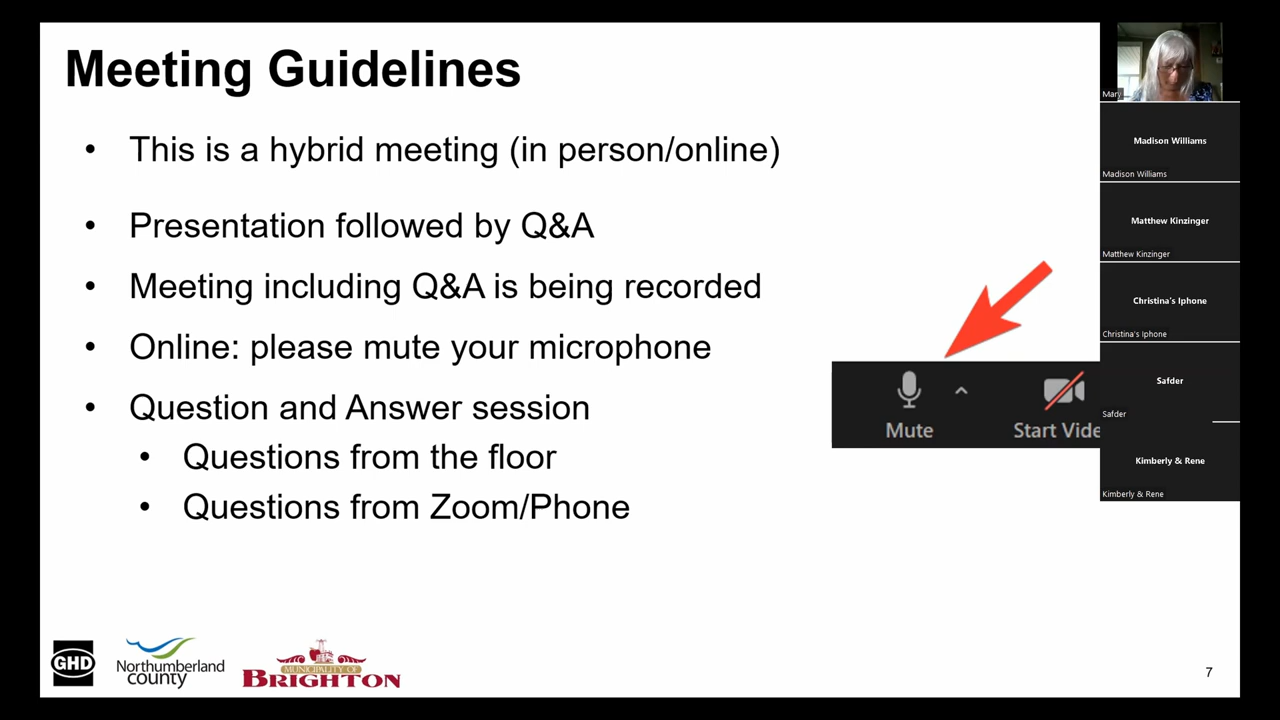 Meeting Guidelines
• This is a hybrid meeting (in person/online)
• Presentation followed by Q&A
• Meeting including Q&A is being recorded
• Online: please mute your microphone
• Question and Answer session
• Questions from the floor
• Questions from Zoom/Phone
Mute
Start Vide
Mary
Madison Williams
Madison Williams
Matthew Kinzinger
Matthew Kinzinger
Christina's Iphone
Christina's Iphone
Safder
Safder
Kimberly & Rene
Kimberly & Rene
GHD
Northumberland
county
MUNICIPALITY OF
BRIGHTON
7